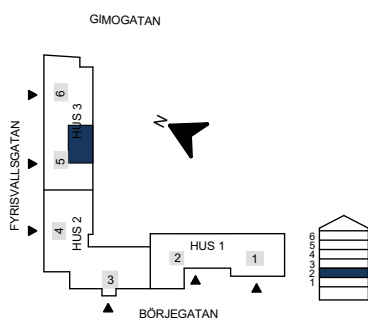 GIMOGATAN
N
FYRISVALLSGATAN
6
HUS 3
5
4
HUS 2
3
HUS 1
2
1
BÖRJEGATAN
6
5
4
3
2
1